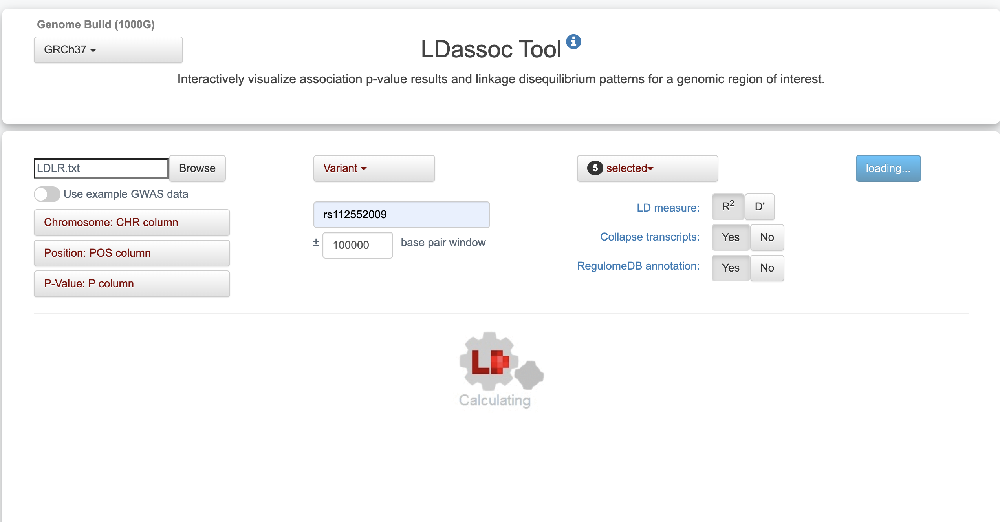 Genome Build (1000G)
GRCh37
LDassoc Tool
Interactively visualize association p-value results and linkage disequilibrium patterns for a genomic region of interest.
LDLR.txt
Browse
Use example GWAS data
Chromosome: CHR column
Position: POS column
P-Value: P column
Variant
rs112552009
± 100000 base pair window
5 selected
LD measure: R² D'
Collapse transcripts: Yes No
RegulomeDB annotation: Yes No
loading...
LD
Calculating